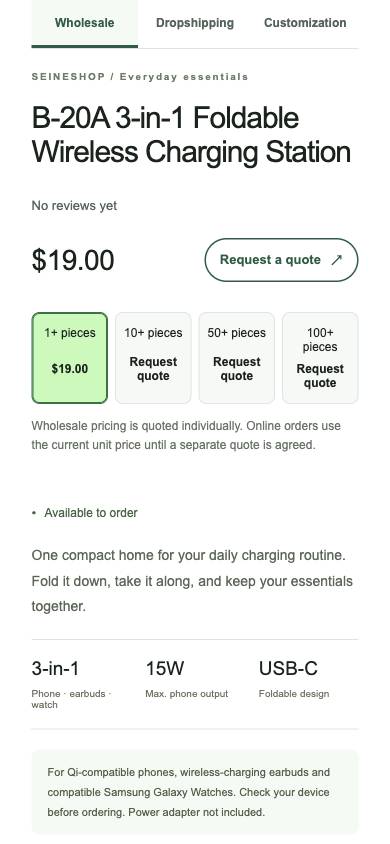 Wholesale Dropshipping Customization
SEINESHOP / Everyday essentials
B-20A 3-in-1 Foldable
Wireless Charging Station
No reviews yet
$19.00
Request a quote ↗
1+ pieces
$19.00
10+ pieces
Request
quote
50+ pieces
Request
quote
100+
pieces
Request
quote
Wholesale pricing is quoted individually. Online orders use
the current unit price until a separate quote is agreed.
• Available to order
One compact home for your daily charging routine.
Fold it down, take it along, and keep your essentials
together.
3-in-1
Phone · earbuds ·
watch
15W
Max. phone output
USB-C
Foldable design
For Qi-compatible phones, wireless-charging earbuds and
compatible Samsung Galaxy Watches. Check your device
before ordering. Power adapter not included.